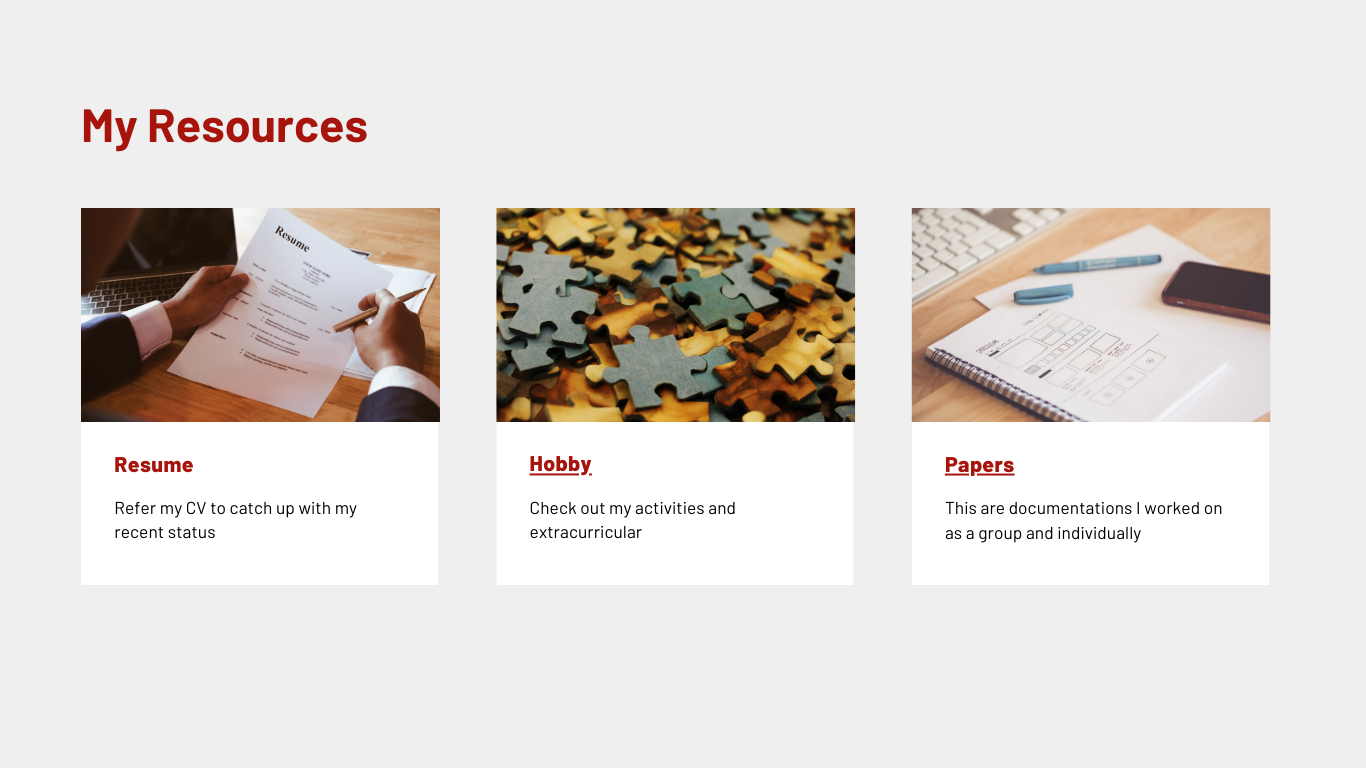 My Resources
Resume
Resume
Refer my CV to catch up with my
recent status
Hobby
Check out my activities and
extracurricular
Papers
This are documentations I worked on
as a group and individually